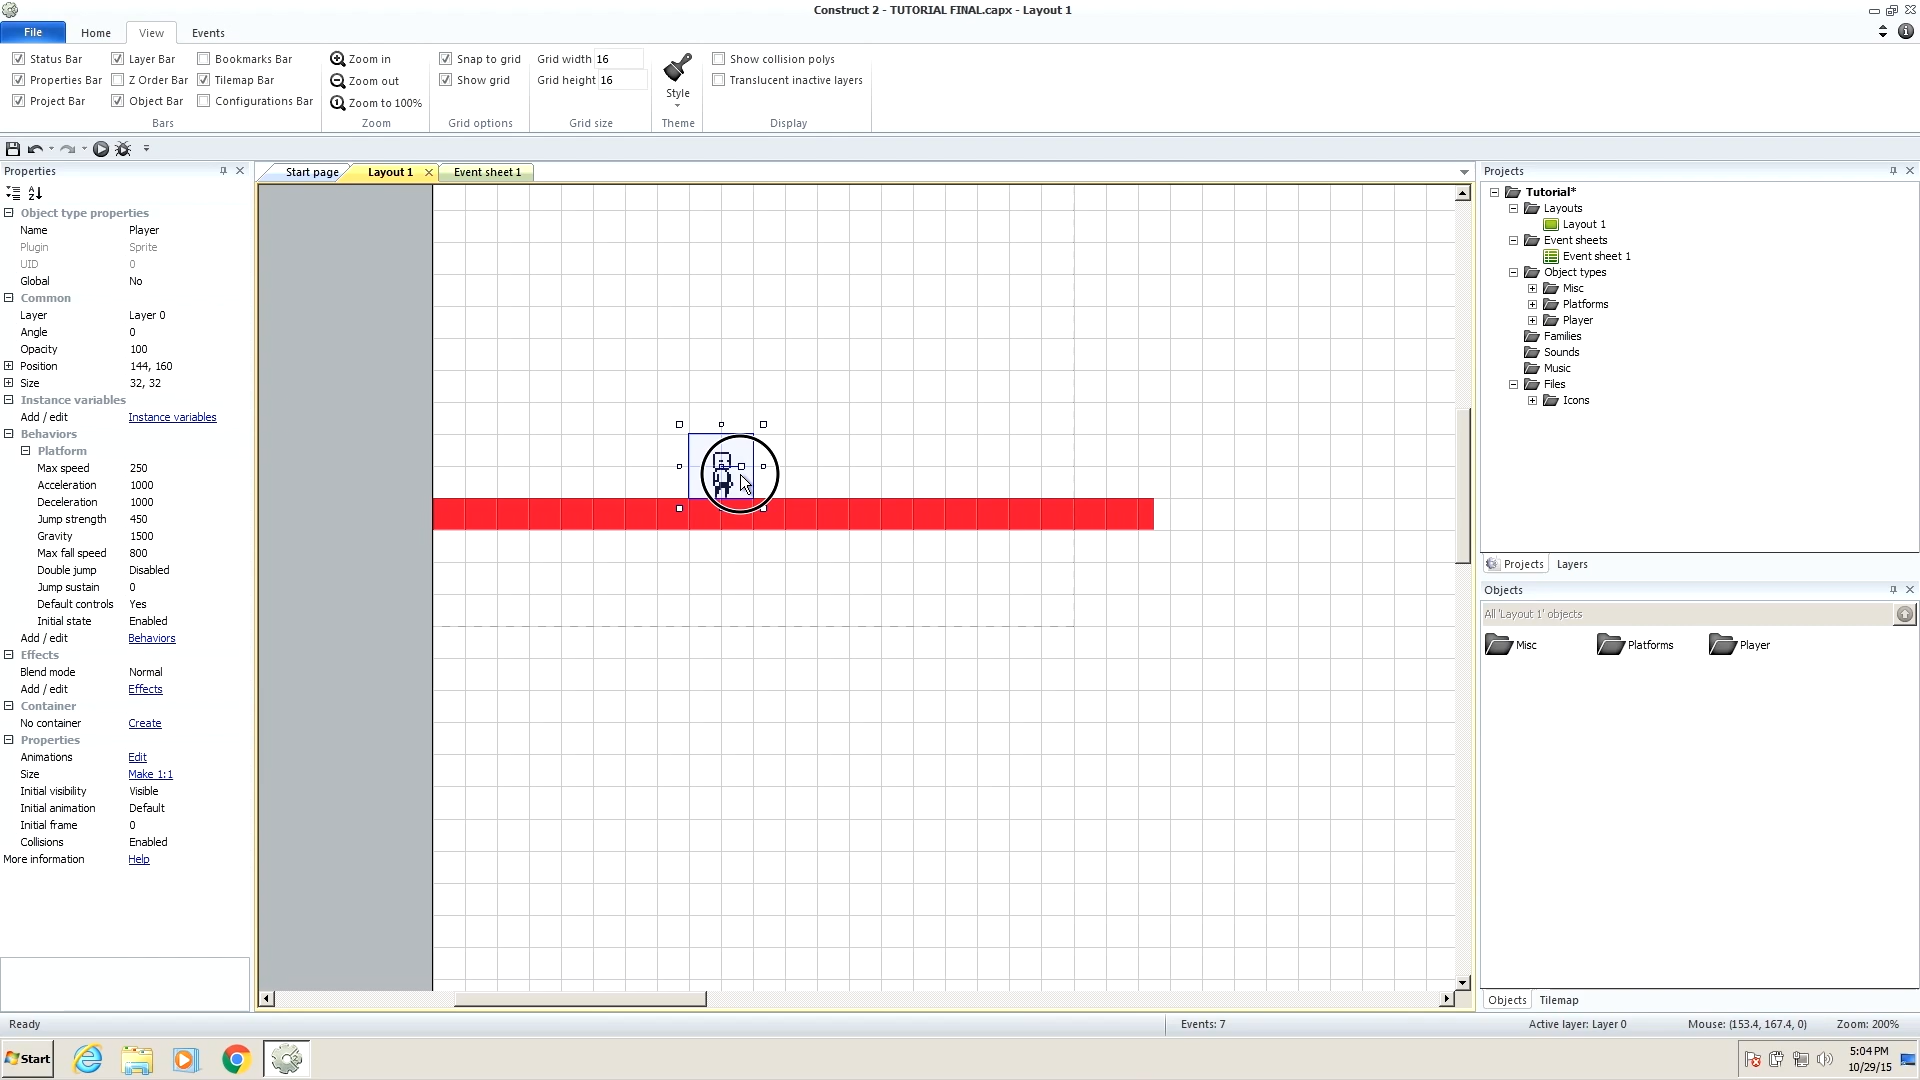 Construct 2 - TUTORIAL FINAL.capx - Layout 1
File Home View Events
Status Bar Layer Bar Bookmarks Bar Zoom in Snap to grid Grid width 16 Show collision polys
Properties Bar Z Order Bar Tilemap Bar Zoom out Show grid Grid height 16 Style Translucent inactive layers
Project Bar Object Bar Configurations Bar Zoom to 100%
Bars Zoom Grid options Grid size Theme Display
Properties
Start page Layout 1 Event sheet 1
Object type properties
Name Player
Plugin Sprite
UID 0
Global No
Common
Layer Layer 0
Angle 0
Opacity 100
Position 144, 160
Size 32, 32
Instance variables
Add / edit Instance variables
Behaviors
Platform
Max speed 250
Acceleration 1000
Deceleration 1000
Jump strength 450
Gravity 1500
Max fall speed 800
Double jump Disabled
Jump sustain 0
Default controls Yes
Initial state Enabled
Add / edit Behaviors
Effects
Blend mode Normal
Add / edit Effects
Container
No container Create
Properties
Animations Edit
Size Make 1:1
Initial visibility Visible
Initial animation Default
Initial frame 0
Collisions Enabled
More information Help
Projects
Tutorial*
Layouts
Layout 1
Event sheets
Event sheet 1
Object types
Misc
Platforms
Player
Families
Sounds
Music
Files
Icons
Projects Layers
Objects
All 'Layout 1' objects
Misc Platforms Player
Objects Tilemap
Ready Events: 7 Active layer: Layer 0 Mouse: (153.4, 167.4, 0) Zoom: 200%
Start
5:04 PM
10/29/15